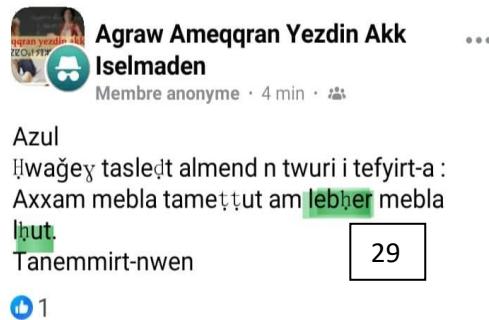 Agraw Ameqqran Yezdin Akk
Iselmaden
Membre anonyme · 4 min ·
Azul
Ḥwaǧeɣ tasleḍt almend n twuri i tefyirt-a :
Axxam mebla tameṭṭut am lebḥer mebla
lḥut.
Tanemmirt-nwen
29
1